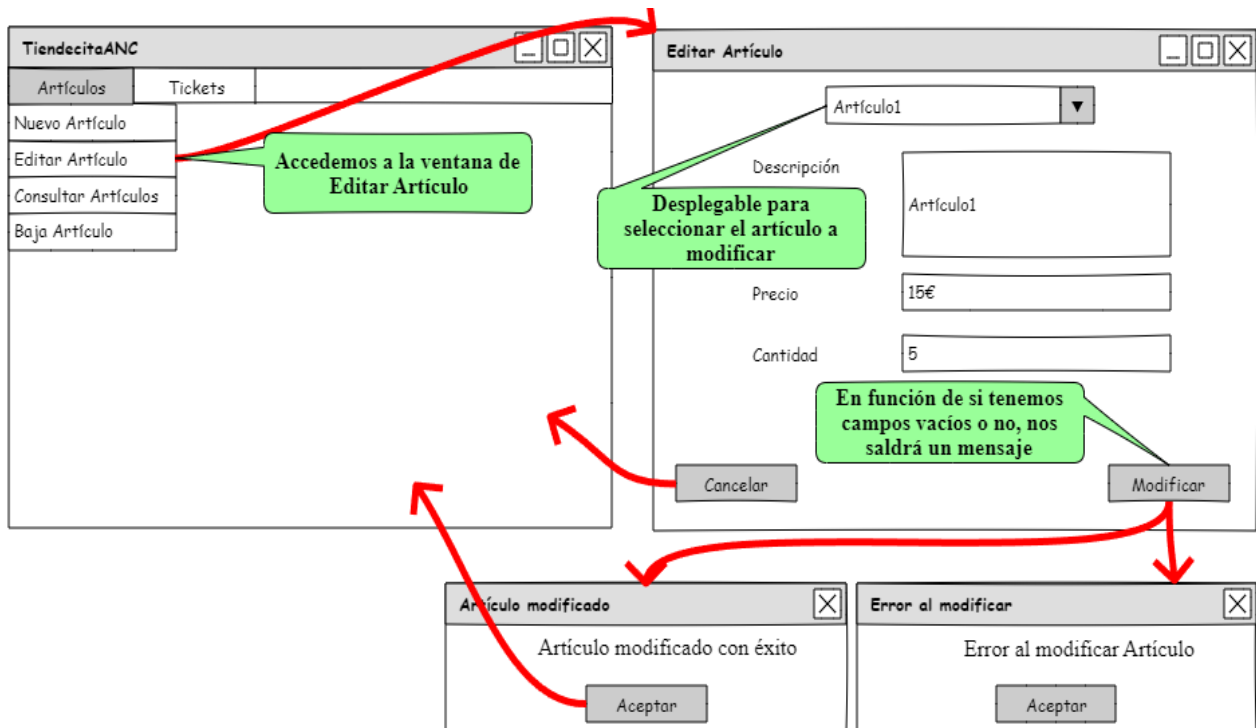 TiendecitaANC
Artículos
Tickets
Nuevo Artículo
Editar Artículo
Consultar Artículos
Baja Artículo
Accedemos a la ventana de
Editar Artículo
Editar Artículo
Artículo1
▼
Desplegable para
seleccionar el artículo a
modificar
Descripción
Artículo1
Precio
15€
Cantidad
5
En función de si tenemos
campos vacíos o no, nos
saldrá un mensaje
Cancelar
Modificar
Artículo modificado
Artículo modificado con éxito
Aceptar
Error al modificar
Error al modificar Artículo
Aceptar